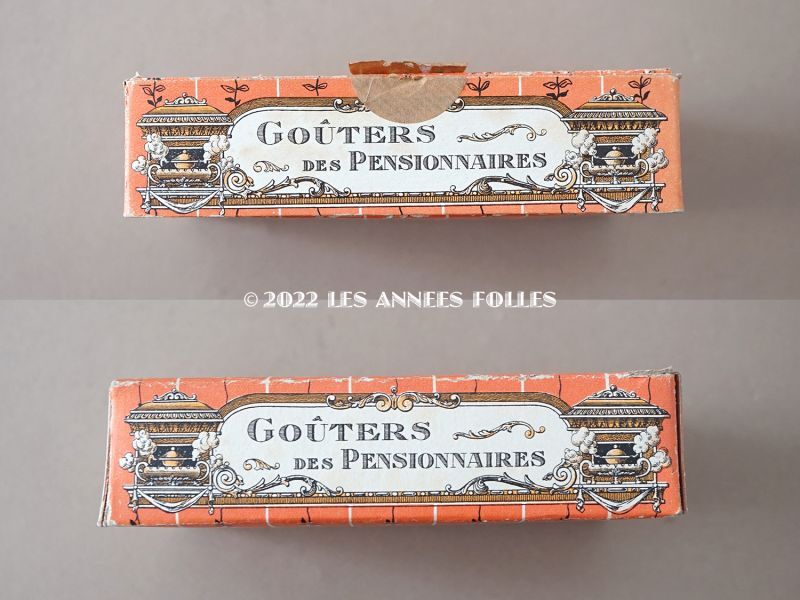 GOÛTERS
DES PENSIONNAIRES
© 2022 LES ANNEES FOLLES
GOÛTERS
DES PENSIONNAIRES